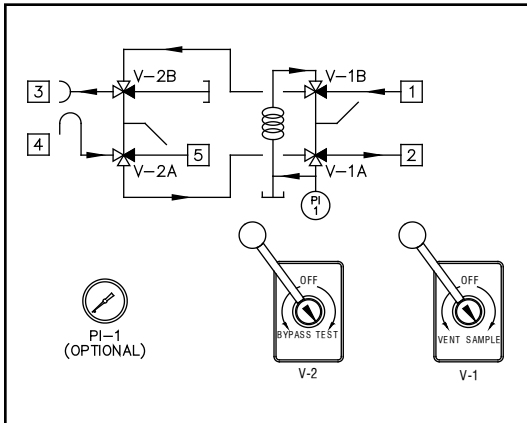 V-2B
V-1B
3
1
4
5
2
V-2A
V-1A
PI
1
OFF
BYPASS TEST
V-2
OFF
VENT SAMPLE
V-1
PI-1
(OPTIONAL)